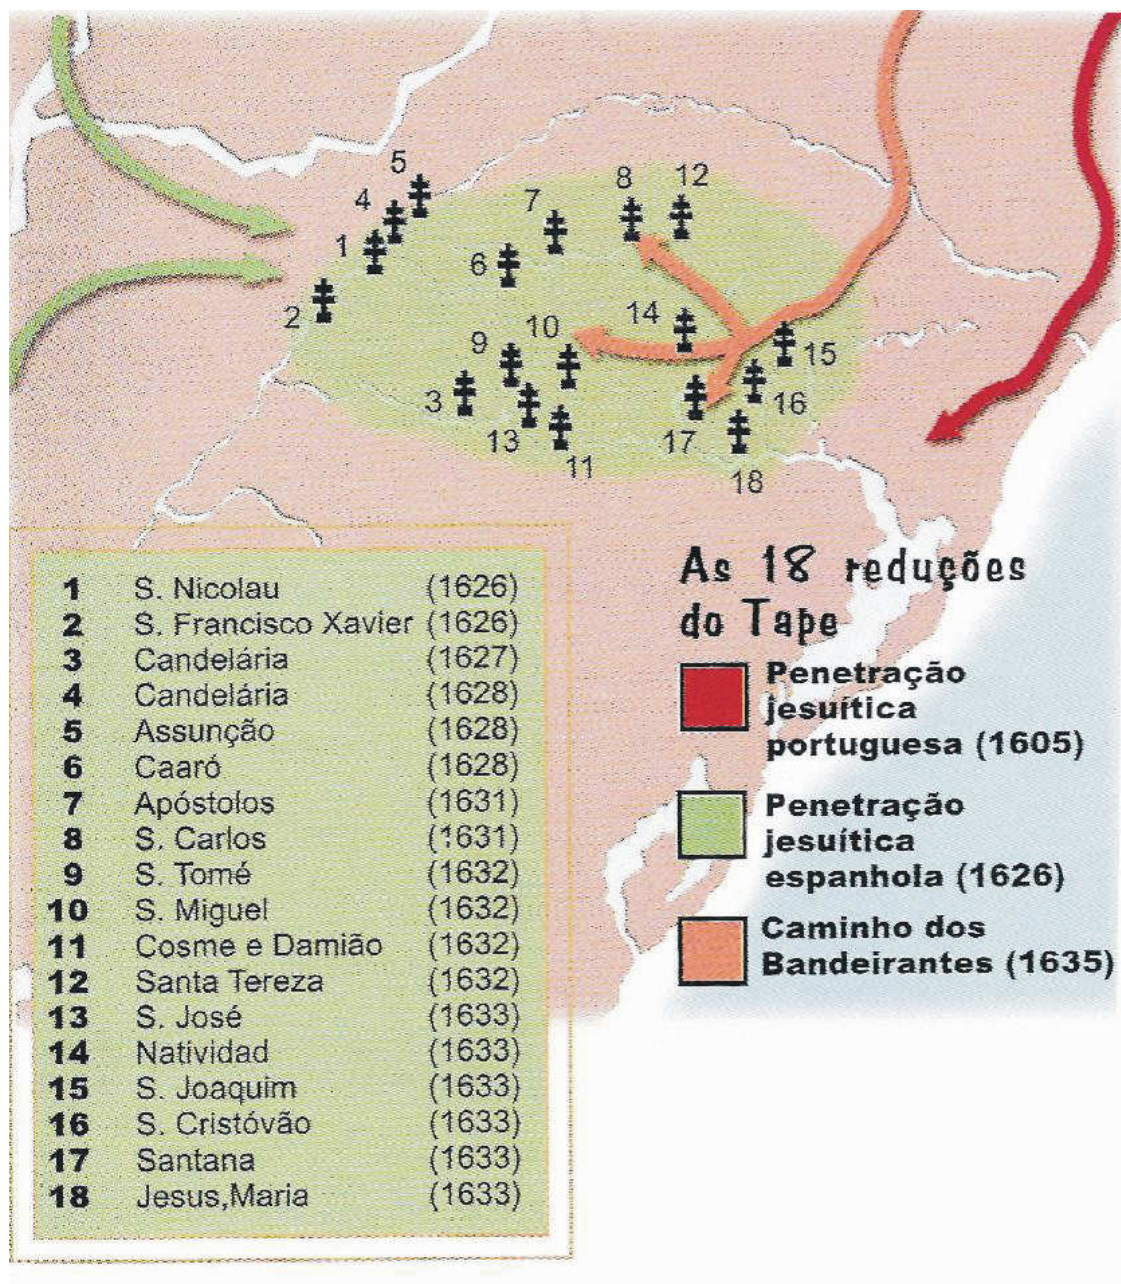 5
4
1
2
7
8
12
6
14
10
9
15
3
16
13
17
11
18
1 S. Nicolau (1626)
2 S. Francisco Xavier (1626)
3 Candelária (1627)
4 Candelária (1628)
5 Assunção (1628)
6 Caaró (1628)
7 Apóstolos (1631)
8 S. Carlos (1631)
9 S. Tomé (1632)
10 S. Miguel (1632)
11 Cosme e Damião (1632)
12 Santa Tereza (1632)
13 S. José (1633)
14 Natividad (1633)
15 S. Joaquim (1633)
16 S. Cristóvão (1633)
17 Santana (1633)
18 Jesus,Maria (1633)
As 18 reduções
do Tape
Penetração
jesuítica
portuguesa (1605)
Penetração
jesuítica
espanhola (1626)
Caminho dos
Bandeirantes (1635)